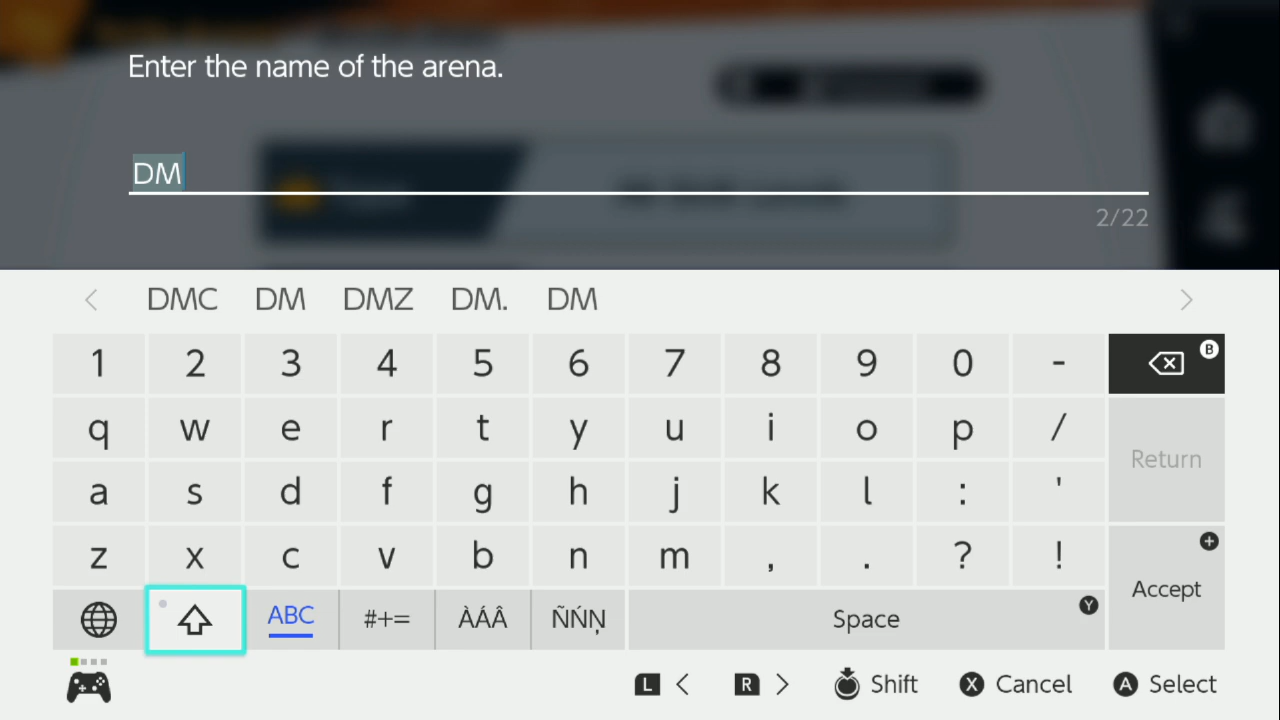 Enter the name of the arena.
DM
2/22
< DMC DM DMZ DM. DM >
1 2 3 4 5 6 7 8 9 0 - B
q w e r t y u i o p / Return
a s d f g h j k l : '
z x c v b n m , . ? ! + Accept
ABC #+= ÀÁÂ ÑŃŅ Space Y
L < R > Shift X Cancel A Select